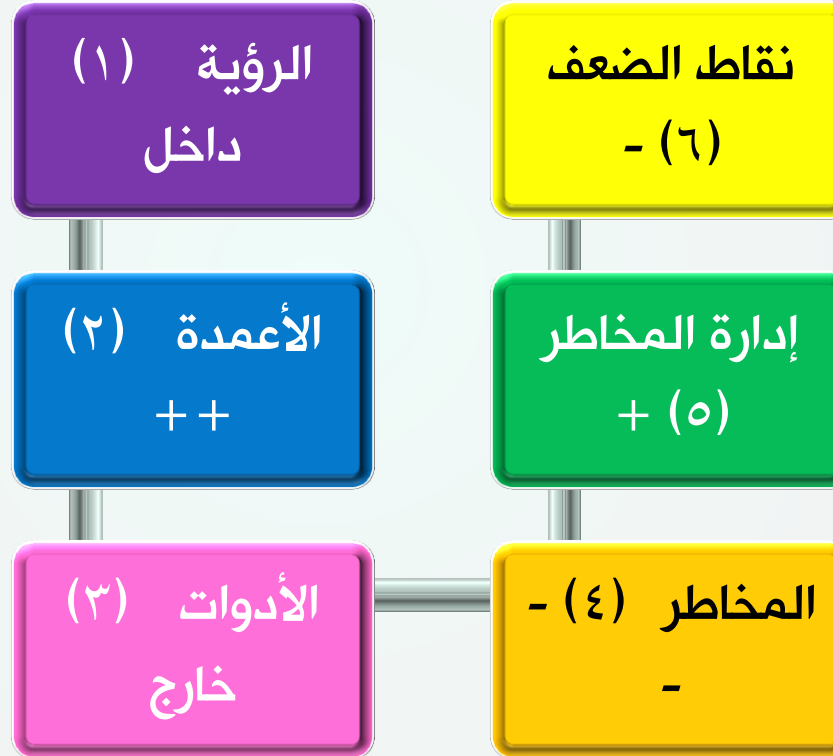 الرؤية (١)
داخل
الأعمدة (٢)
++
الأدوات (٣)
خارج
المخاطر (٤) -
-
إدارة المخاطر
(٥) +
نقاط الضعف
(٦) -